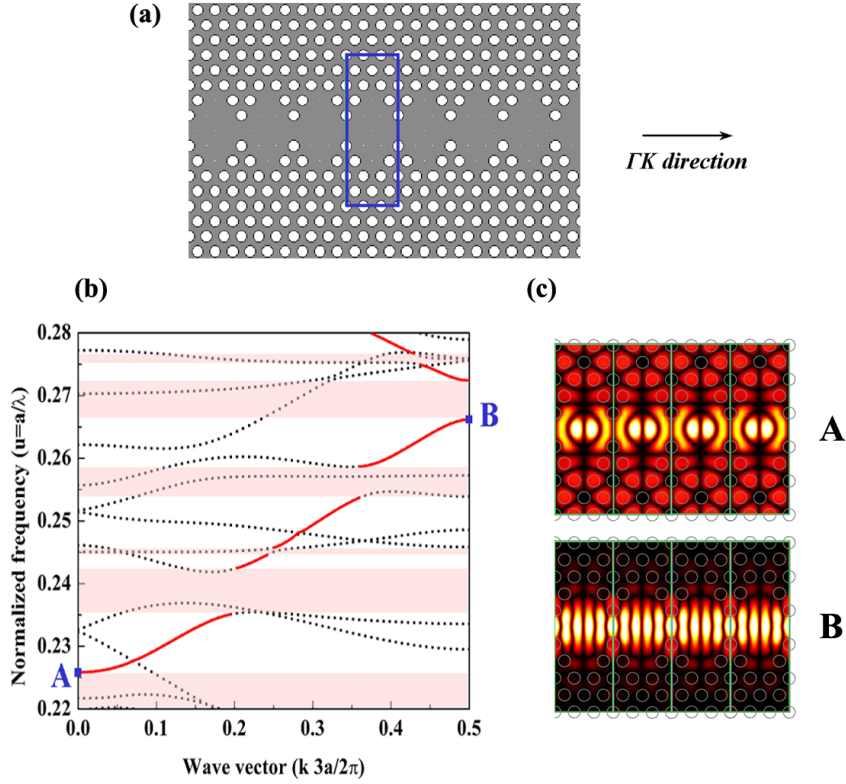 (a)
ΓK direction
(b)
(c)
Normalized frequency (u=a/λ)
0.28
0.27
0.26
0.25
0.24
0.23
0.22
A
B
0.0 0.1 0.2 0.3 0.4 0.5
Wave vector (k 3a/2π)
A
B